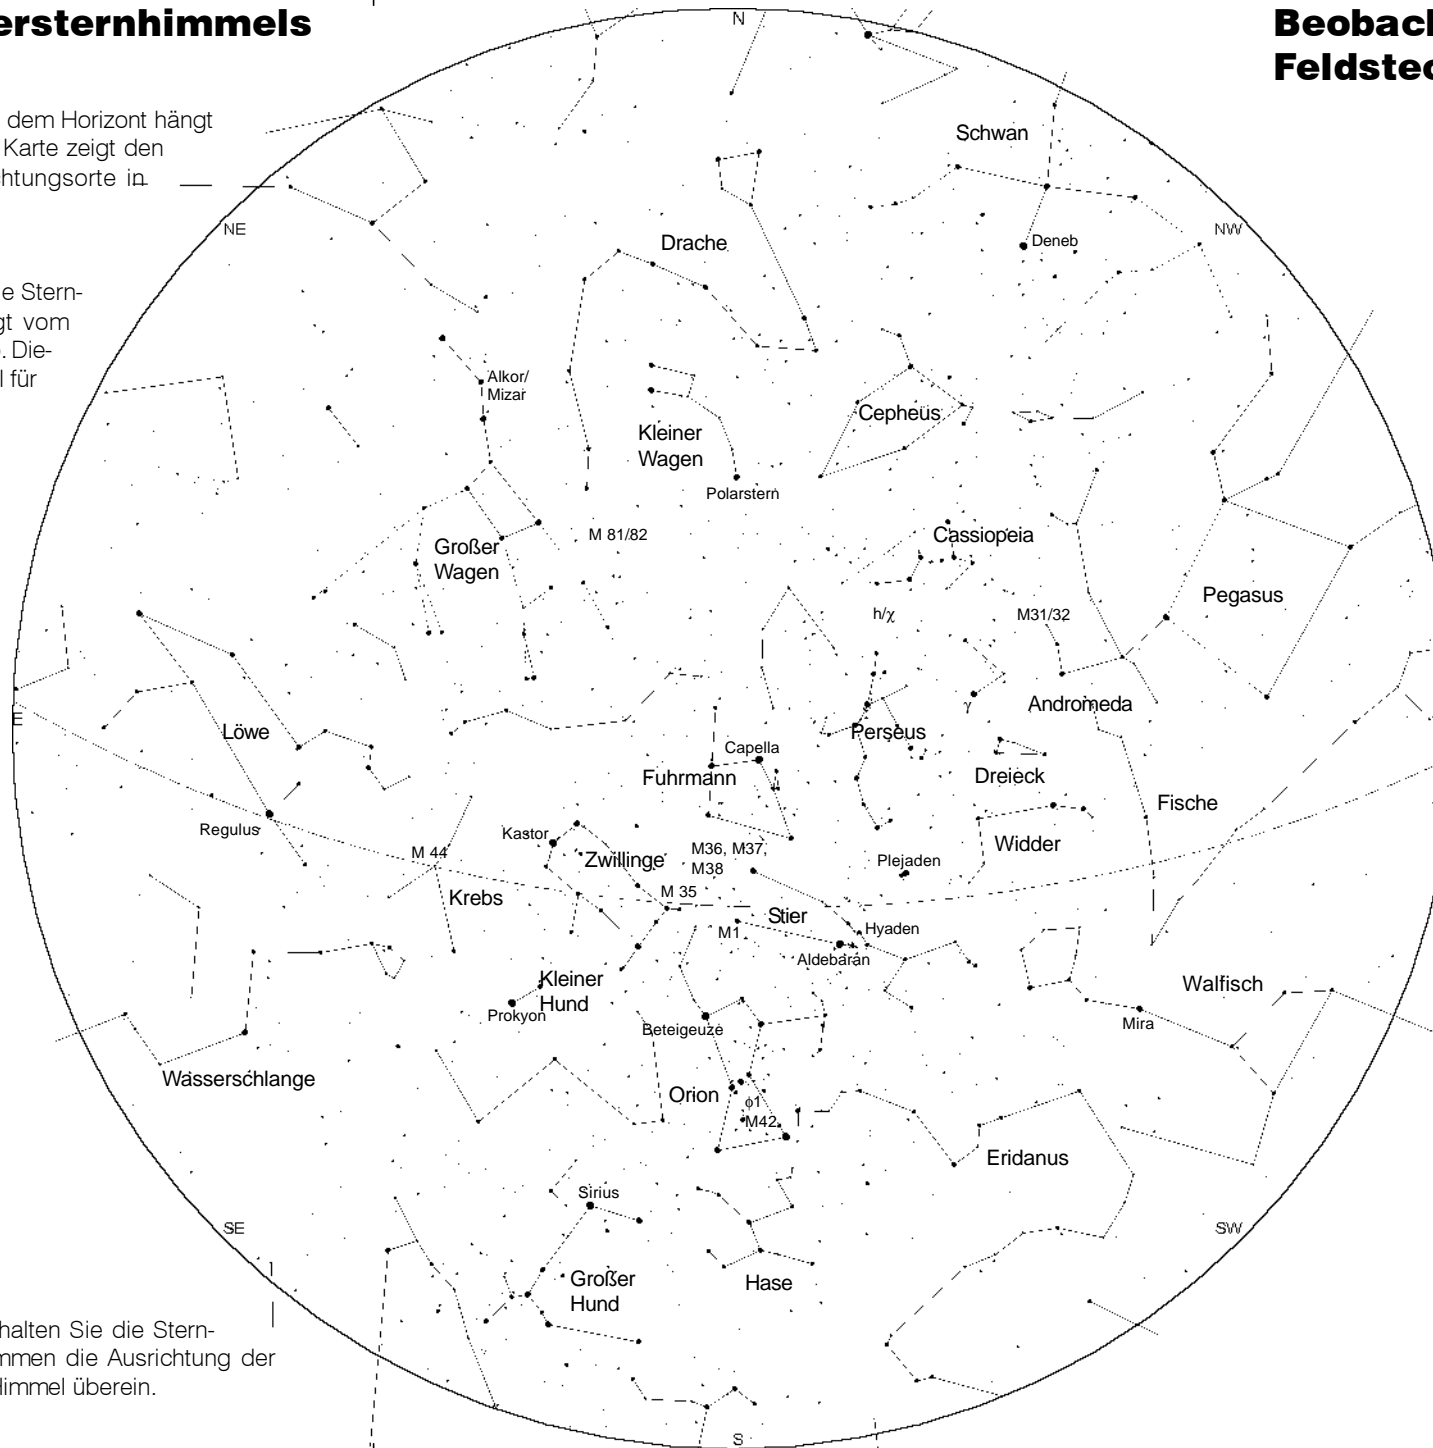 ersternhimmels
Beobach
Feldstec
dem Horizont hängt
Karte zeigt den
chtungsorte in
e Stern-
gt vom
. Die-
l für
N
NE
NW
E
SE
SW
S
Schwan
Deneb
Drache
Alkor/
Mizar
Kleiner
Wagen
Polarstern
Cepheus
Großer
Wagen
M 81/82
Cassiopeia
h/χ
M31/32
Pegasus
Löwe
Regulus
Capella
Fuhrmann
Perseus
γ
Andromeda
Dreieck
Fische
Widder
Kastor
Zwillinge
M36, M37,
M38
Plejaden
M 44
Krebs
M 35
Stier
M1
Hyaden
Aldebaran
Kleiner
Hund
Prokyon
Beteigeuze
Walfisch
Mira
Wasserschlange
Orion
ϕ1
M42
Eridanus
Sirius
Großer
Hund
Hase
halten Sie die Stern-
mmen die Ausrichtung der
Himmel überein.